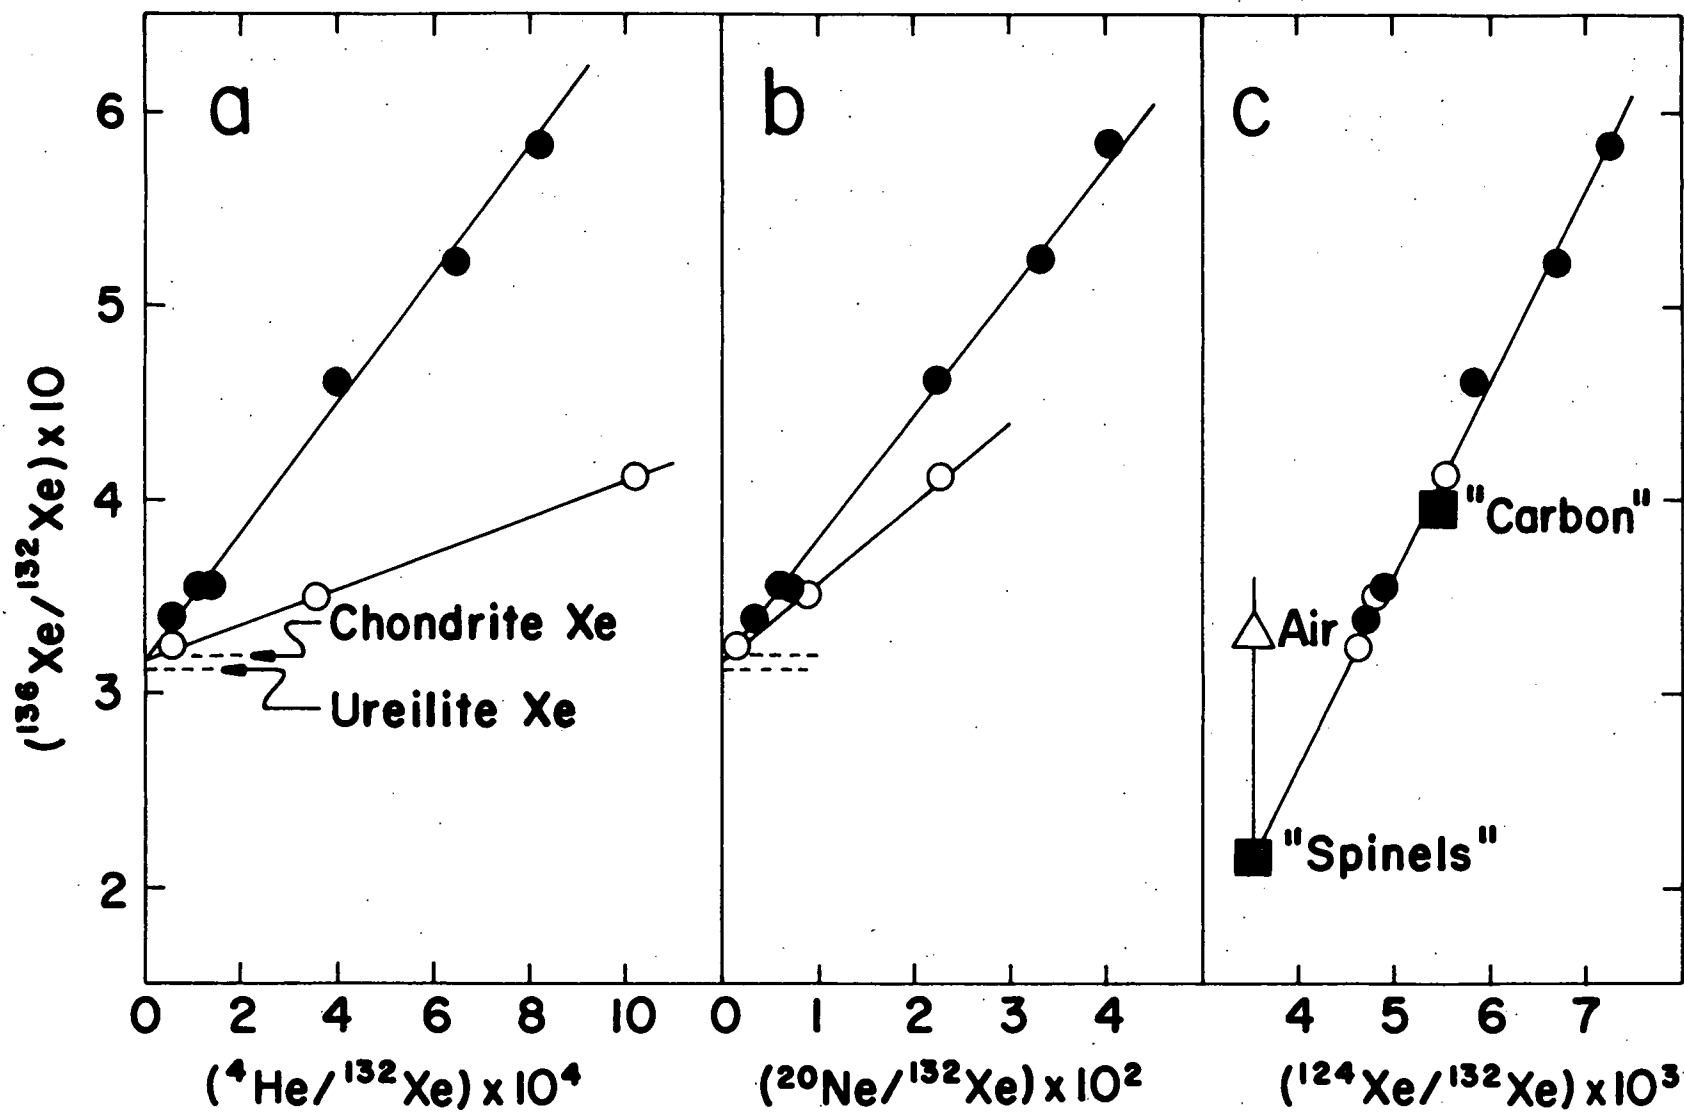 a
b
c
6
5
4
3
2
(¹³⁶Xe/¹³²Xe) x 10
"Carbon"
Chondrite Xe
Air
Ureilite Xe
"Spinels"
0 2 4 6 8 10
0 1 2 3 4
4 5 6 7
(⁴He/¹³²Xe) x 10⁴
(²⁰Ne/¹³²Xe) x 10²
(¹²⁴Xe/¹³²Xe) x 10³